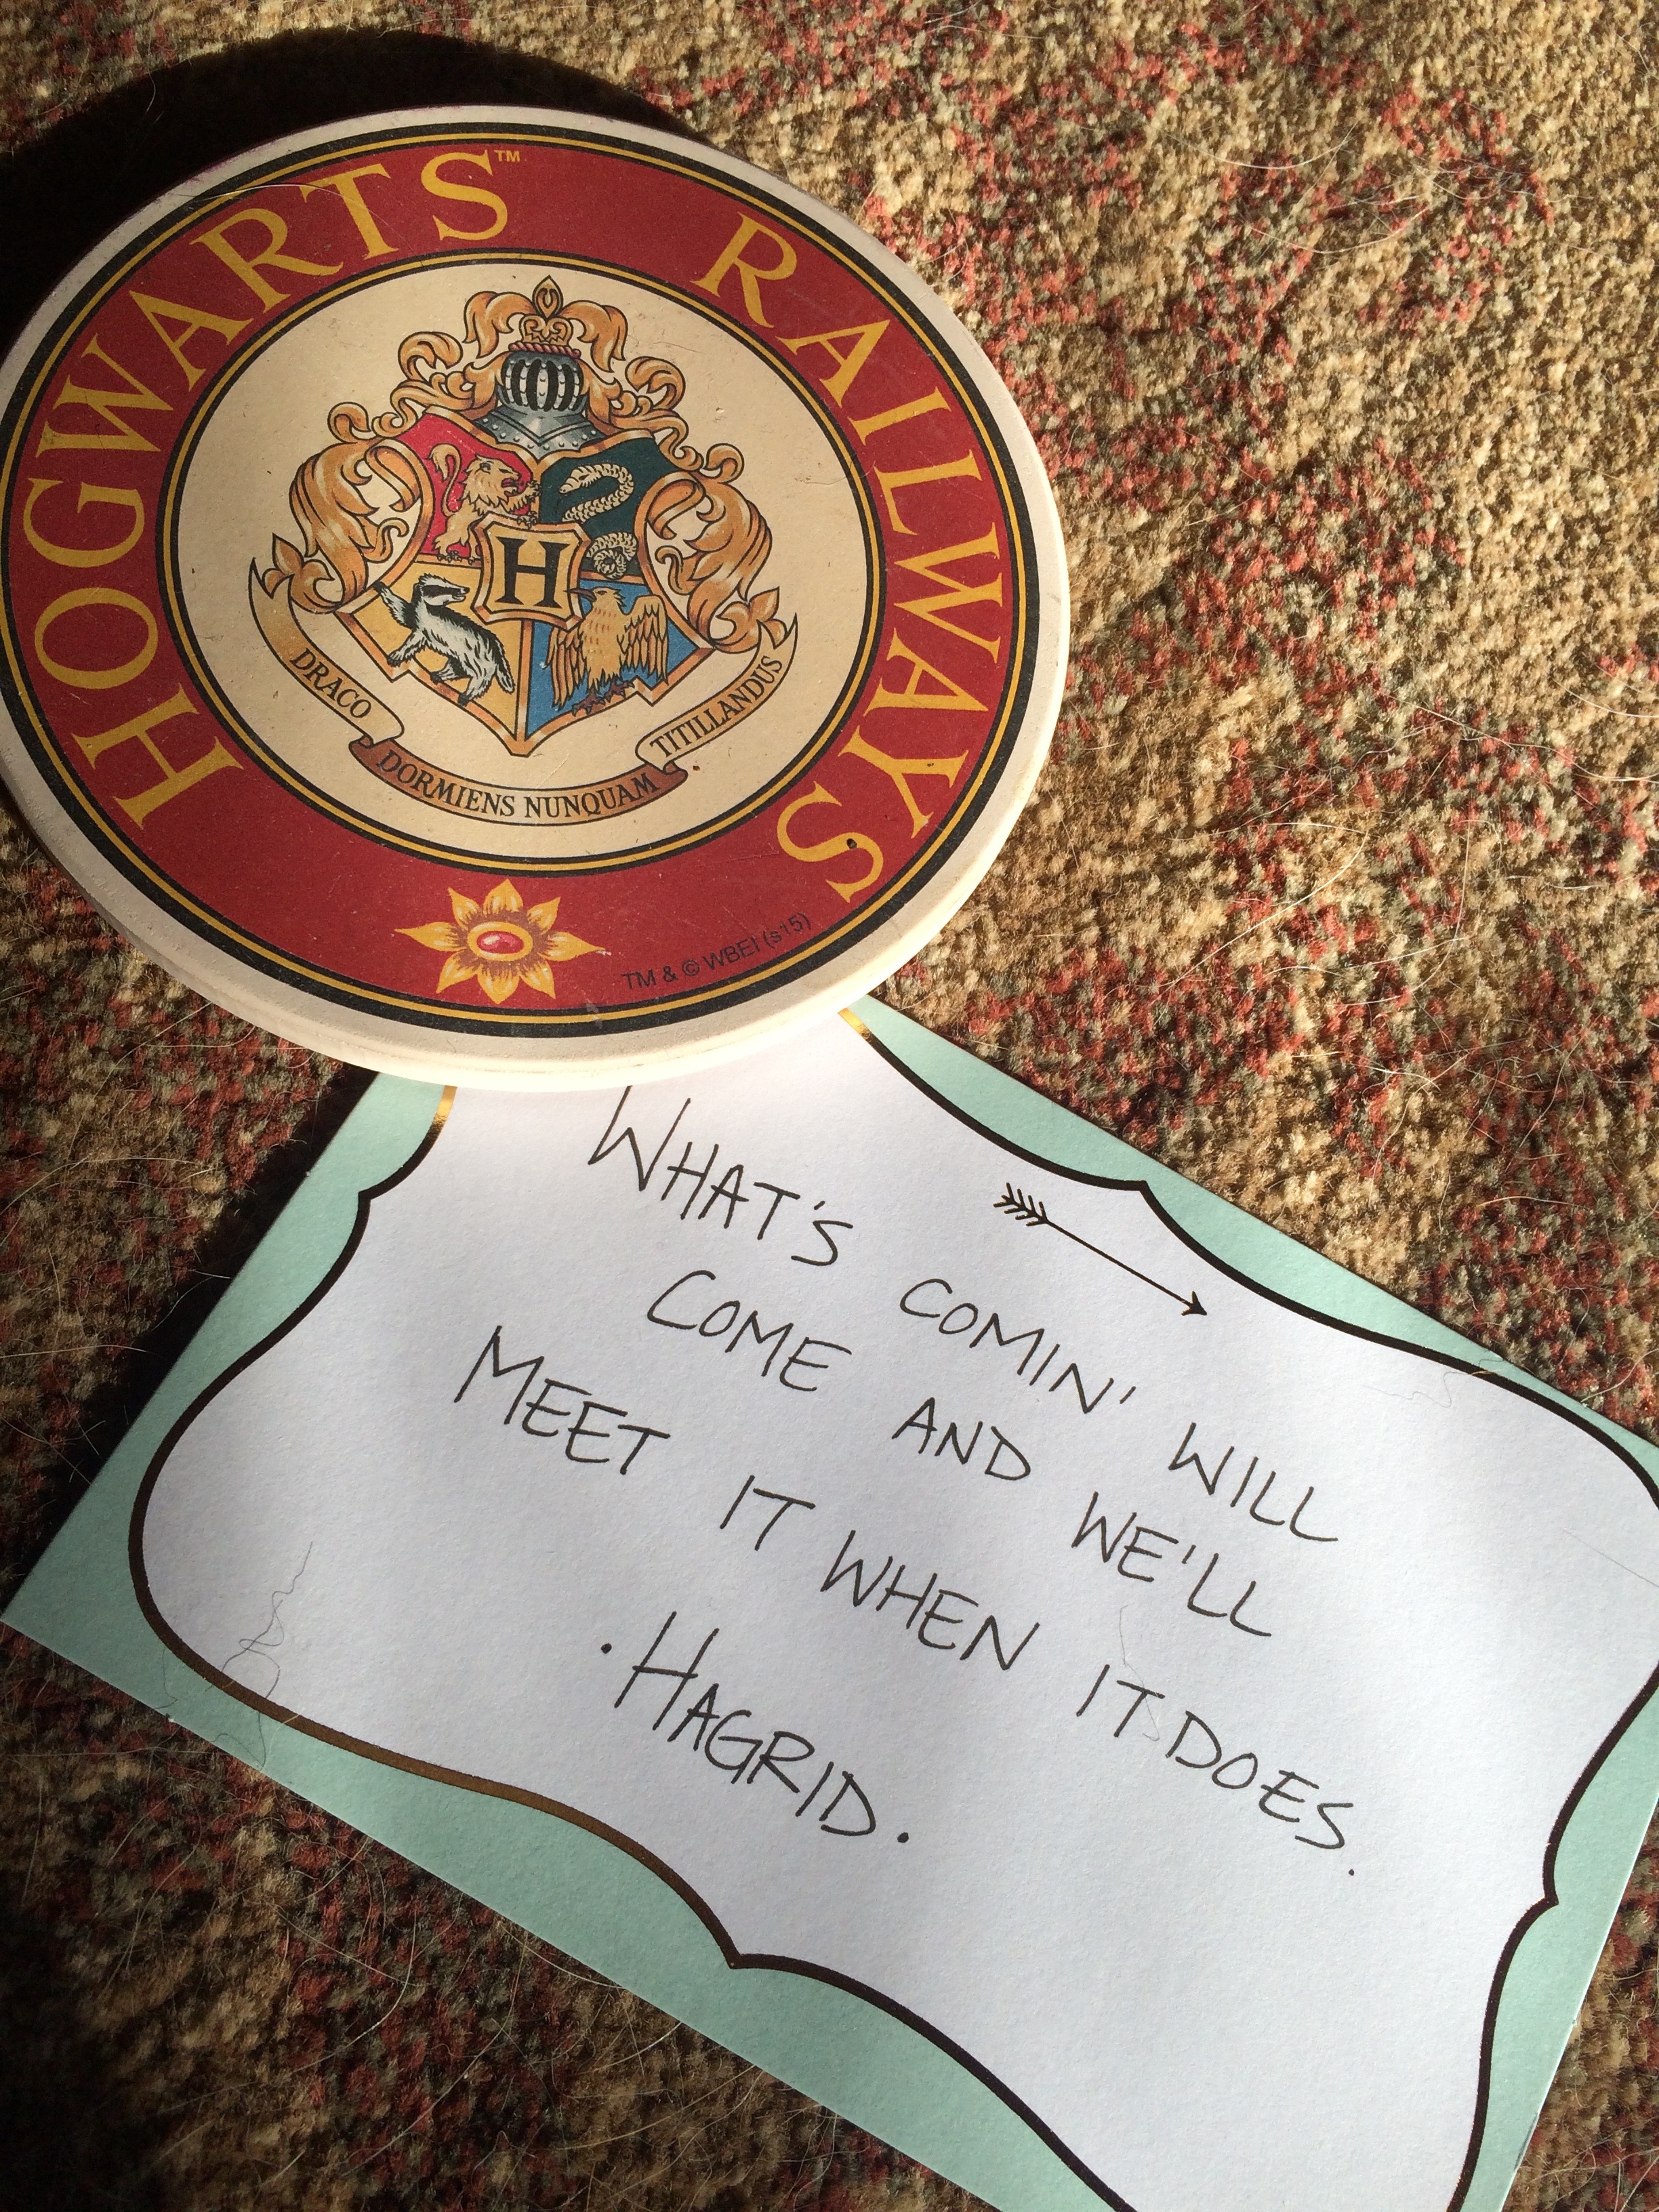 HOGWARTS™ RAILWAYS
H
DRACO
DORMIENS NUNQUAM
TITILLANDUS
TM & © WBEI (s15)
WHAT'S COMIN' WILL
COME AND WE'LL
MEET IT WHEN IT DOES.
·HAGRID.